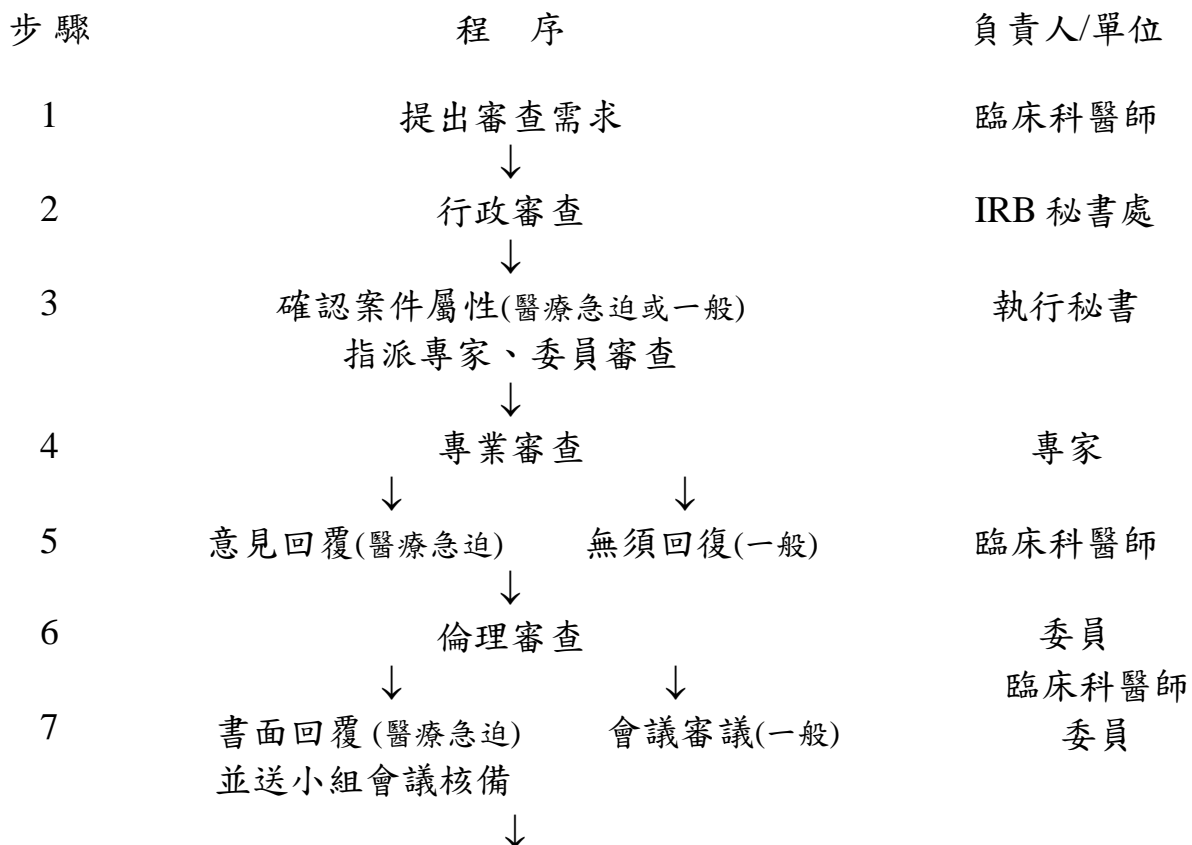 步 驟 程 序 負責人/單位
1 提出審查需求 臨床科醫師
↓
2 行政審查 IRB 秘書處
↓
3 確認案件屬性(醫療急迫或一般) 執行秘書
指派專家、委員審查
↓
4 專業審查 專家
↓ ↓
5 意見回覆(醫療急迫) 無須回復(一般) 臨床科醫師
↓
6 倫理審查 委員
↓ ↓ 臨床科醫師
7 書面回覆 (醫療急迫) 會議審議(一般) 委員
並送小組會議核備
↓